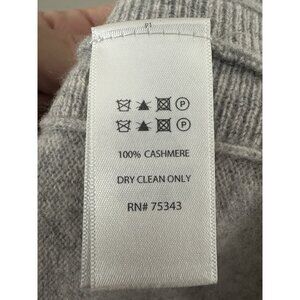 P
P
100% CASHMERE
DRY CLEAN ONLY
RN# 75343